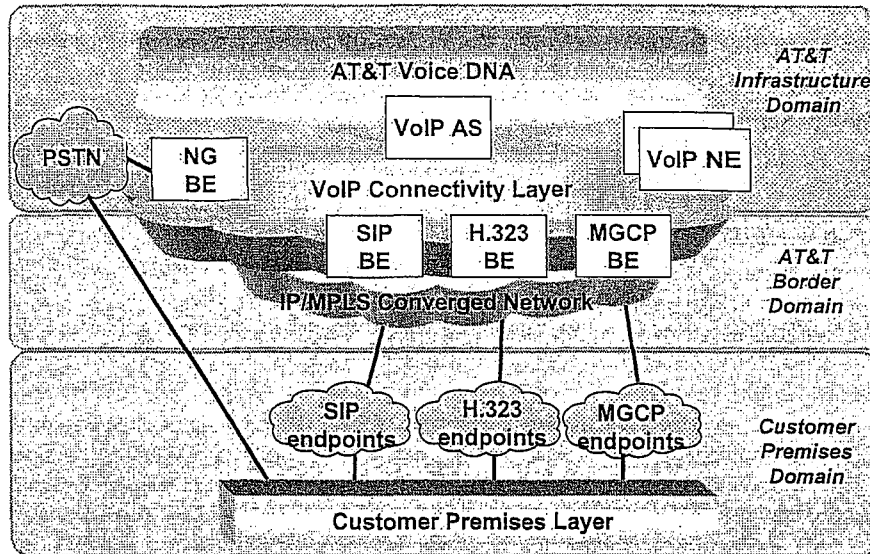 AT&T Voice DNA
AT&T
Infrastructure
Domain
VoIP AS
PSTN
NG
BE
VoIP NE
VoIP Connectivity Layer
SIP
BE
H.323
BE
MGCP
BE
AT&T
Border
Domain
IP/MPLS Converged Network
SIP
endpoints
H.323
endpoints
MGCP
endpoints
Customer
Premises
Domain
Customer Premises Layer